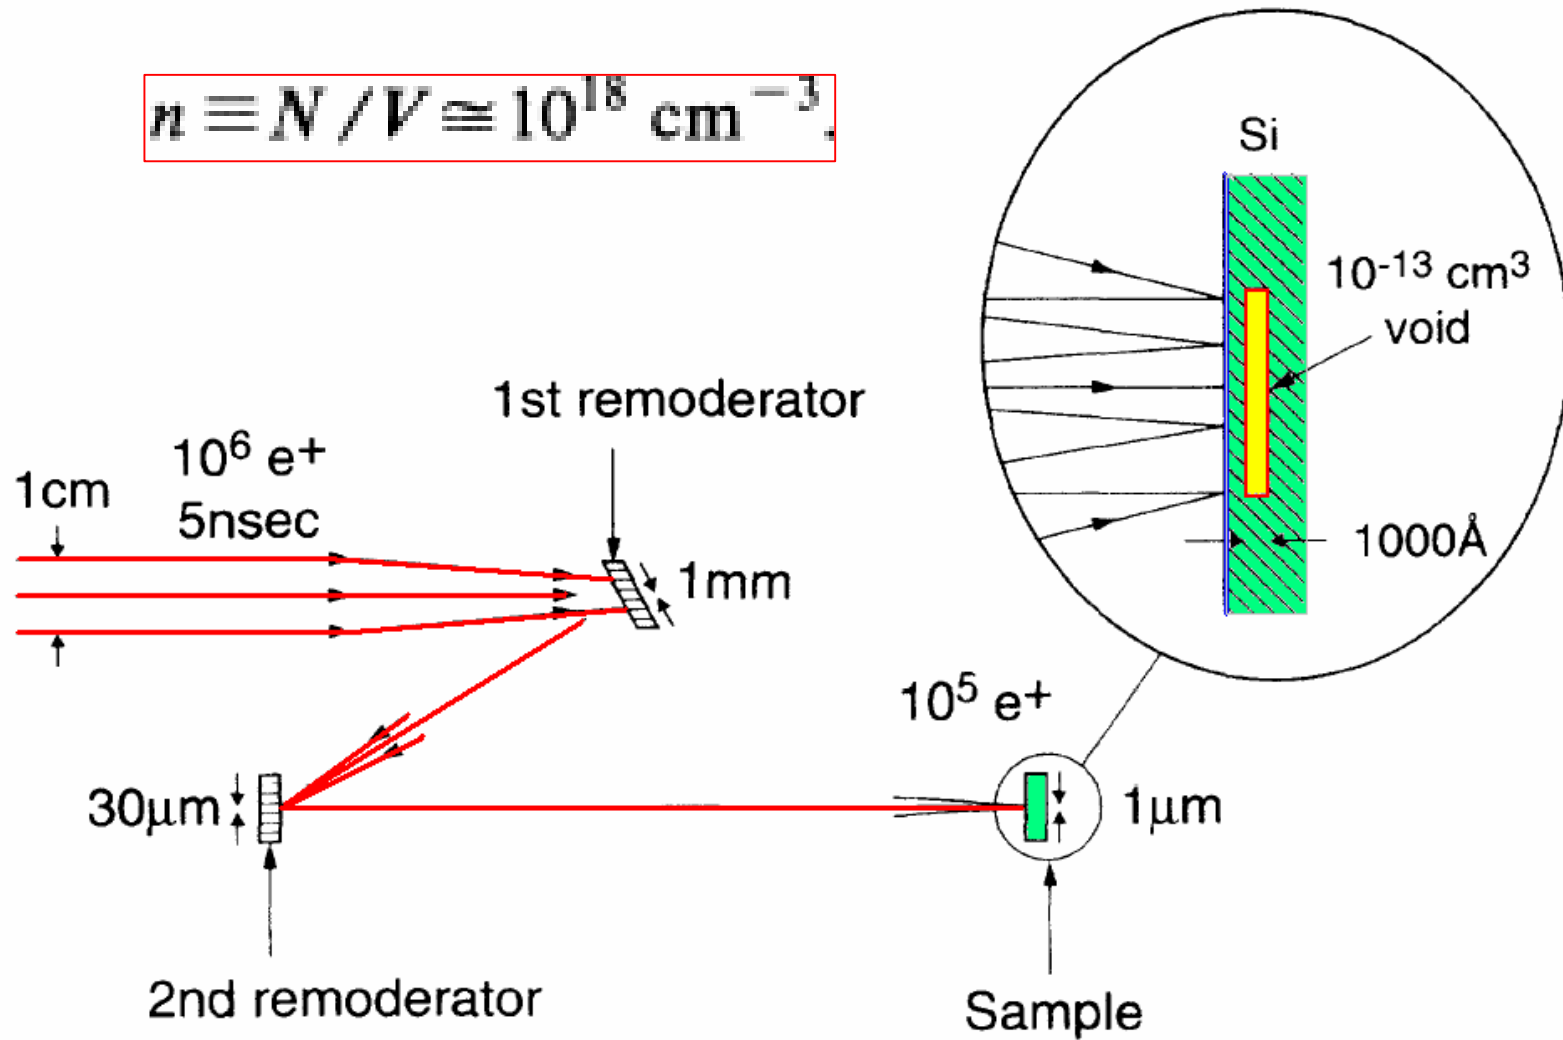 n ≡ N/V ≅ 10¹⁸ cm⁻³.
Si
10⁻¹³ cm³
void
1000Å
1st remoderator
10⁶ e+
5nsec
1cm
1mm
10⁵ e+
30μm
1μm
2nd remoderator
Sample